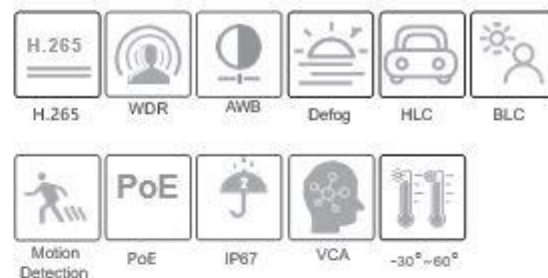 H.265
H.265
WDR
AWB
Defog
HLC
BLC
PoE
Motion
Detection
PoE
IP67
VCA
-30°~60°